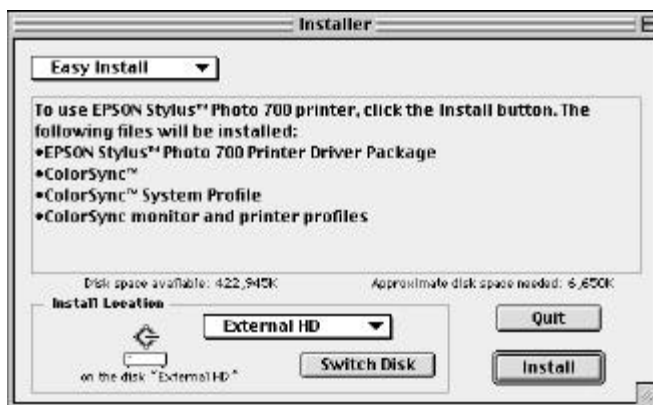 Installer
Easy Install
To use EPSON Stylus™ Photo 700 printer, click the Install button. The
following files will be installed:
•EPSON Stylus™ Photo 700 Printer Driver Package
•ColorSync™
•ColorSync™ System Profile
•ColorSync monitor and printer profiles
Disk space available: 422,945K Approximate disk space needed: 6,650K
Install Location
External HD
on the disk "External HD"
Switch Disk
Quit
Install